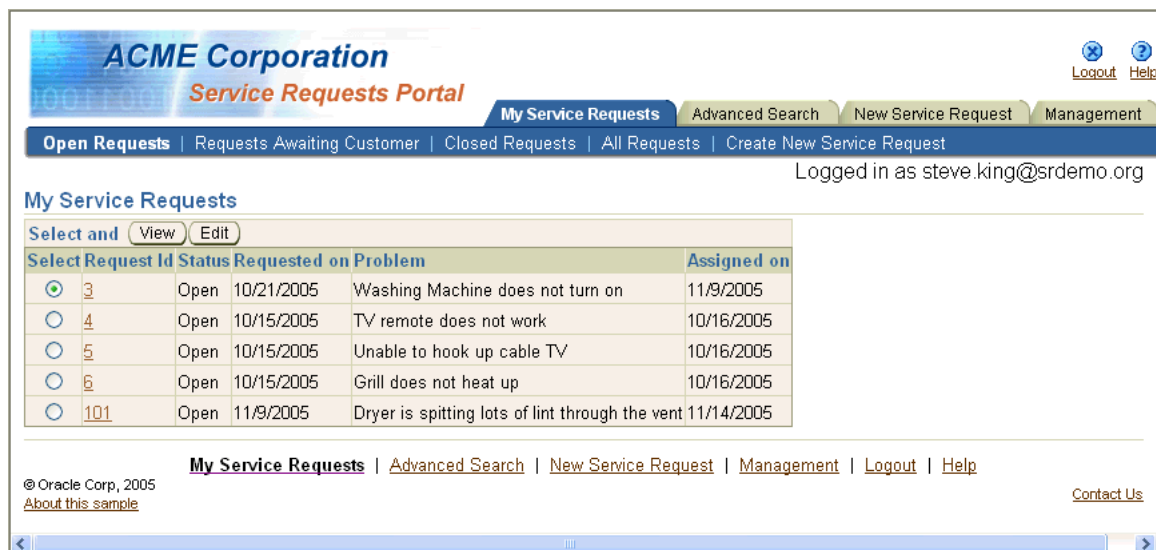 ACME Corporation
Service Requests Portal
Logout Help
My Service Requests Advanced Search New Service Request Management
Open Requests | Requests Awaiting Customer | Closed Requests | All Requests | Create New Service Request
Logged in as steve.king@srdemo.org
My Service Requests
Select and View Edit
Select Request Id Status Requested on Problem Assigned on
3 Open 10/21/2005 Washing Machine does not turn on 11/9/2005
4 Open 10/15/2005 TV remote does not work 10/16/2005
5 Open 10/15/2005 Unable to hook up cable TV 10/16/2005
6 Open 10/15/2005 Grill does not heat up 10/16/2005
101 Open 11/9/2005 Dryer is spitting lots of lint through the vent 11/14/2005
My Service Requests | Advanced Search | New Service Request | Management | Logout | Help
© Oracle Corp, 2005
About this sample
Contact Us